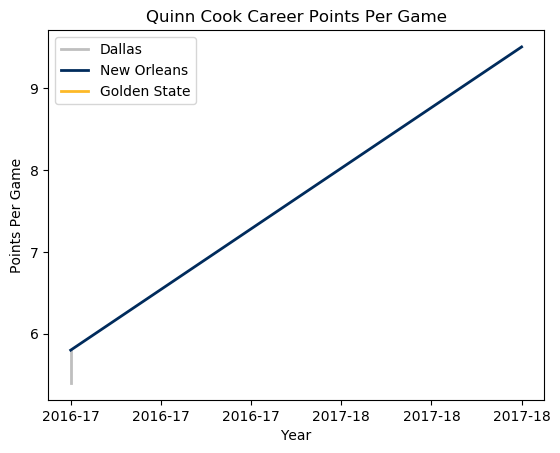 Quinn Cook Career Points Per Game
Dallas
New Orleans
Golden State
9
8
7
6
Points Per Game
2016-17 2016-17 2016-17 2017-18 2017-18 2017-18
Year